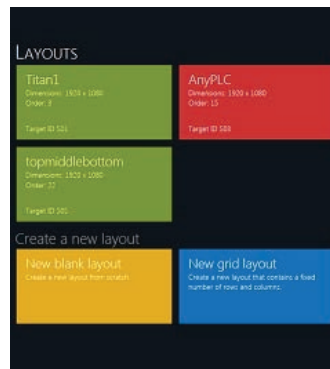 LAYOUTS
Titan1
Dimensions: 1920 x 1080
Order: 3
Target ID 501
AnyPLC
Dimensions: 1920 x 1080
Order: 15
Target ID 503
topmiddlebottom
Dimensions: 1920 x 1080
Order: 22
Target ID 501
Create a new layout
New blank layout
Create a new layout from scratch.
New grid layout
Create a new layout that contains a fixed
number of rows and columns.